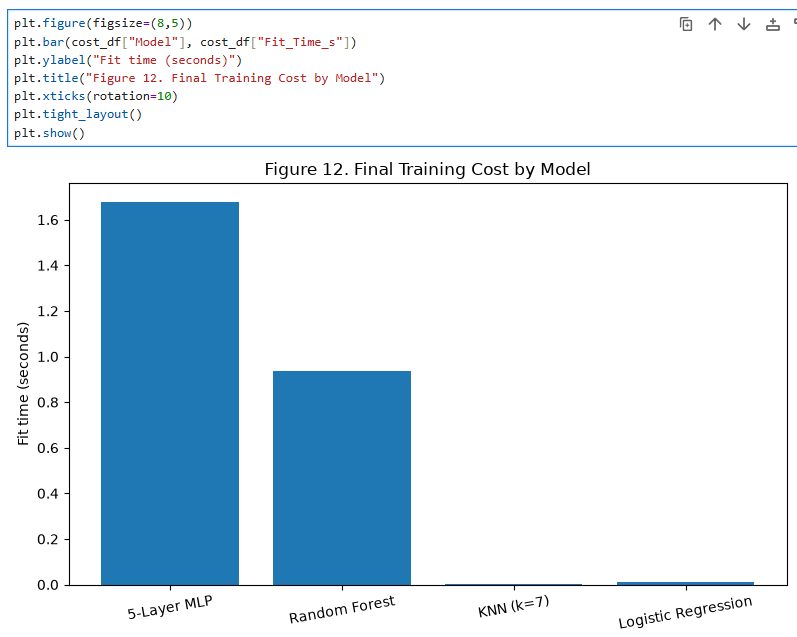 plt.figure(figsize=(8,5))
plt.bar(cost_df["Model"], cost_df["Fit_Time_s"])
plt.ylabel("Fit time (seconds)")
plt.title("Figure 12. Final Training Cost by Model")
plt.xticks(rotation=10)
plt.tight_layout()
plt.show()
Figure 12. Final Training Cost by Model
Fit time (seconds)
1.6
1.4
1.2
1.0
0.8
0.6
0.4
0.2
0.0
5-Layer MLP
Random Forest
KNN (k=7)
Logistic Regression